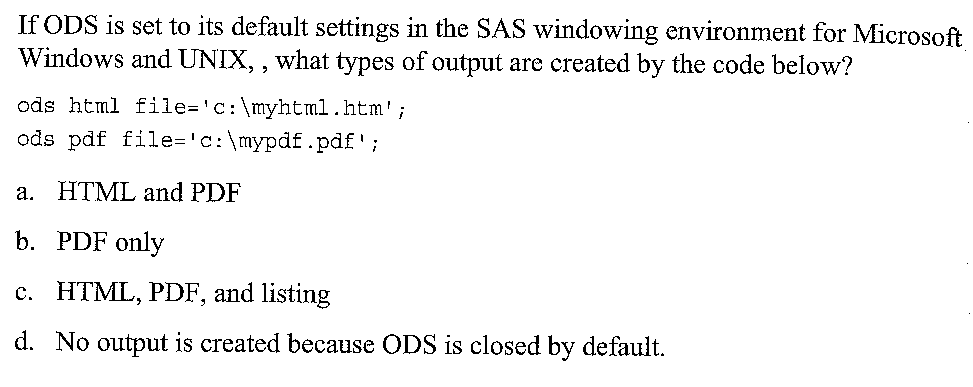 If ODS is set to its default settings in the SAS windowing environment for Microsoft
Windows and UNIX, , what types of output are created by the code below?
ods html file='c:\myhtml.htm';
ods pdf file='c:\mypdf.pdf';
a. HTML and PDF
b. PDF only
c. HTML, PDF, and listing
d. No output is created because ODS is closed by default.